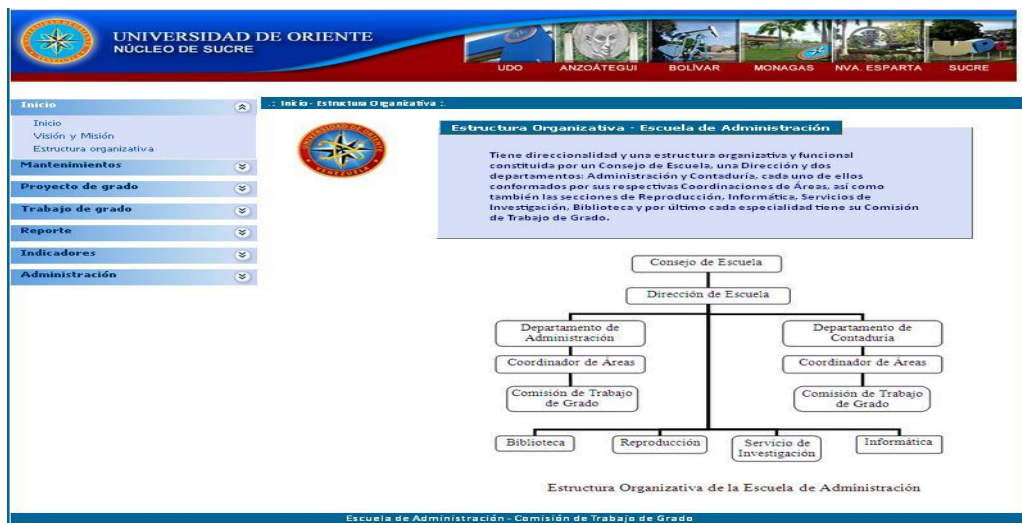 UNIVERSIDAD DE ORIENTE
NÚCLEO DE SUCRE
UDO ANZOÁTEGUI BOLÍVAR MONAGAS NVA. ESPARTA SUCRE
Inicio
Inicio
Visión y Misión
Estructura organizativa
Mantenimientos
Proyecto de grado
Trabajo de grado
Reporte
Indicadores
Administración
.: Inicio - Estructura Organizativa :.
UNIVERSIDAD DE ORIENTE
VENEZUELA
Estructura Organizativa - Escuela de Administración
Tiene direccionalidad y una estructura organizativa y funcional
constituida por un Consejo de Escuela, una Dirección y dos
departamentos: Administración y Contaduría, cada uno de ellos
conformados por sus respectivas Coordinaciones de Áreas, así como
también las secciones de Reproducción, Informática, Servicios de
Investigación, Biblioteca y por último cada especialidad tiene su Comisión
de Trabajo de Grado.
Consejo de Escuela
Dirección de Escuela
Departamento de
Administración
Departamento de
Contaduría
Coordinador de Áreas
Coordinador de Áreas
Comisión de Trabajo
de Grado
Comisión de Trabajo
de Grado
Biblioteca
Reproducción
Servicio de
Investigación
Informática
Estructura Organizativa de la Escuela de Administración
Escuela de Administración - Comisión de Trabajo de Grado